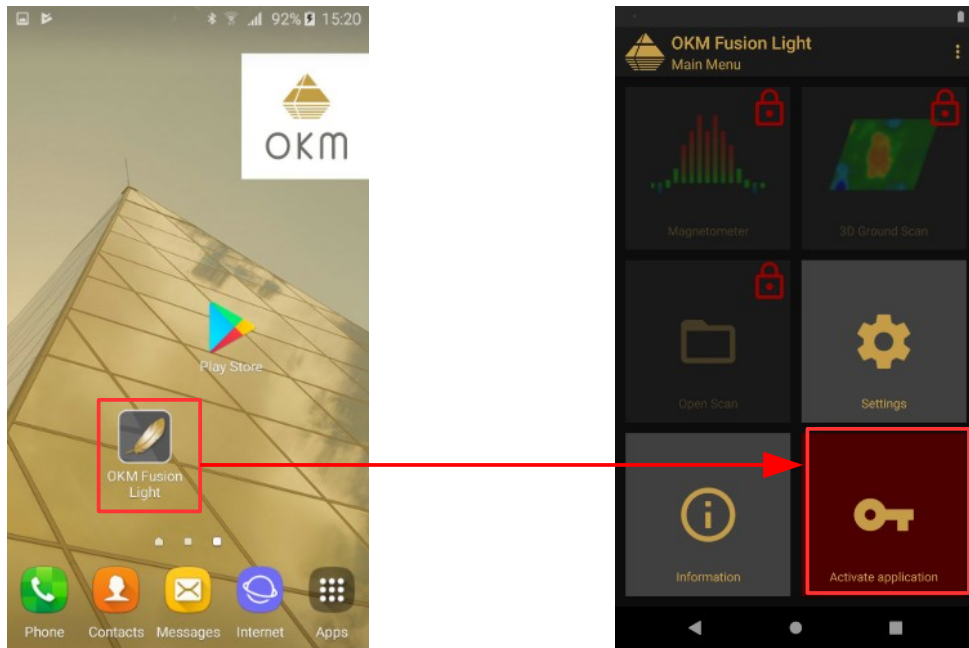 92% 15:20
OKM
Play Store
OKM Fusion
Light
Phone Contacts Messages Internet Apps
OKM Fusion Light
Main Menu
Magnetometer 3D Ground Scan
Open Scan Settings
Information Activate application